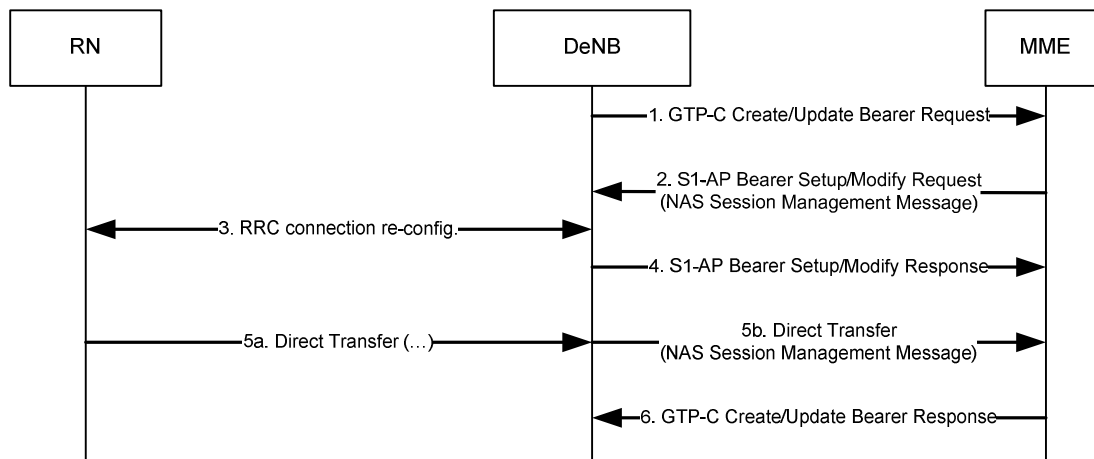 RN
DeNB
MME
1. GTP-C Create/Update Bearer Request
2. S1-AP Bearer Setup/Modify Request
(NAS Session Management Message)
3. RRC connection re-config.
4. S1-AP Bearer Setup/Modify Response
5a. Direct Transfer (...)
5b. Direct Transfer
(NAS Session Management Message)
6. GTP-C Create/Update Bearer Response